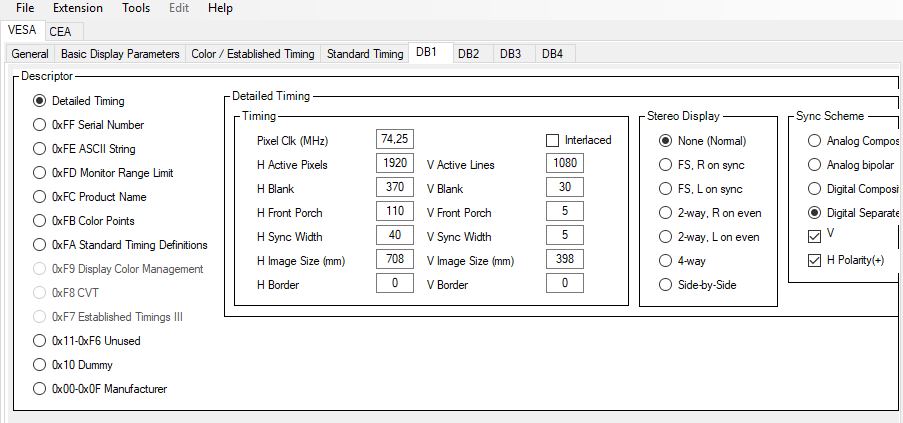 File Extension Tools Edit Help
VESA CEA
General Basic Display Parameters Color / Established Timing Standard Timing DB1 DB2 DB3 DB4
Descriptor
Detailed Timing
0xFF Serial Number
0xFE ASCII String
0xFD Monitor Range Limit
0xFC Product Name
0xFB Color Points
0xFA Standard Timing Definitions
0xF9 Display Color Management
0xF8 CVT
0xF7 Established Timings III
0x11-0xF6 Unused
0x10 Dummy
0x00-0x0F Manufacturer
Detailed Timing
Timing
Pixel Clk (MHz) 74,25 Interlaced
H Active Pixels 1920 V Active Lines 1080
H Blank 370 V Blank 30
H Front Porch 110 V Front Porch 5
H Sync Width 40 V Sync Width 5
H Image Size (mm) 708 V Image Size (mm) 398
H Border 0 V Border 0
Stereo Display
None (Normal)
FS, R on sync
FS, L on sync
2-way, R on even
2-way, L on even
4-way
Side-by-Side
Sync Scheme
Analog Compos
Analog bipolar
Digital Composi
Digital Separate
V
H Polarity(+)